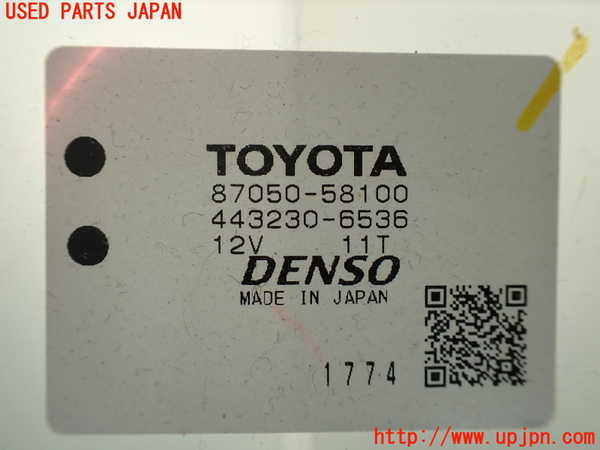 USED PARTS JAPAN
TOYOTA
87050-58100
443230-6536
12V 11T
DENSO
MADE IN JAPAN
1774
http://www.upjpn.com